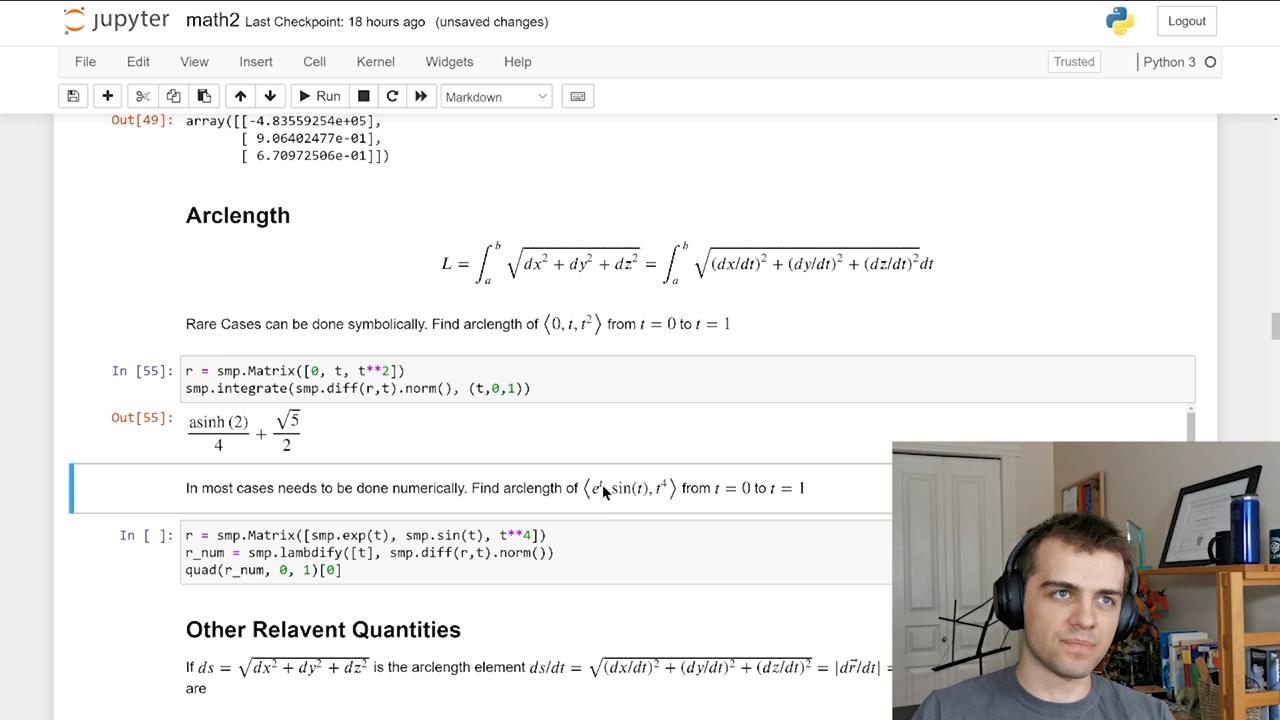 jupyter math2 Last Checkpoint: 18 hours ago (unsaved changes) Logout
File Edit View Insert Cell Kernel Widgets Help Trusted Python 3
Run Markdown
Out[49]: array([[-4.83559254e+05],
[ 9.06402477e-01],
[ 6.70972506e-01]])
Arclength
L = ∫_a^b √(dx² + dy² + dz²) = ∫_a^b √((dx/dt)² + (dy/dt)² + (dz/dt)²) dt
Rare Cases can be done symbolically. Find arclength of ⟨0, t, t²⟩ from t = 0 to t = 1
In [55]: r = smp.Matrix([0, t, t**2])
smp.integrate(smp.diff(r,t).norm(), (t,0,1))
Out[55]: asinh (2)/4 + √5/2
In most cases needs to be done numerically. Find arclength of ⟨e^t, sin(t), t⁴⟩ from t = 0 to t = 1
In [ ]: r = smp.Matrix([smp.exp(t), smp.sin(t), t**4])
r_num = smp.lambdify([t], smp.diff(r,t).norm())
quad(r_num, 0, 1)[0]
Other Relavent Quantities
If ds = √(dx² + dy² + dz²) is the arclength element ds/dt = √((dx/dt)² + (dy/dt)² + (dz/dt)²) = |dr⃗/dt| =
are